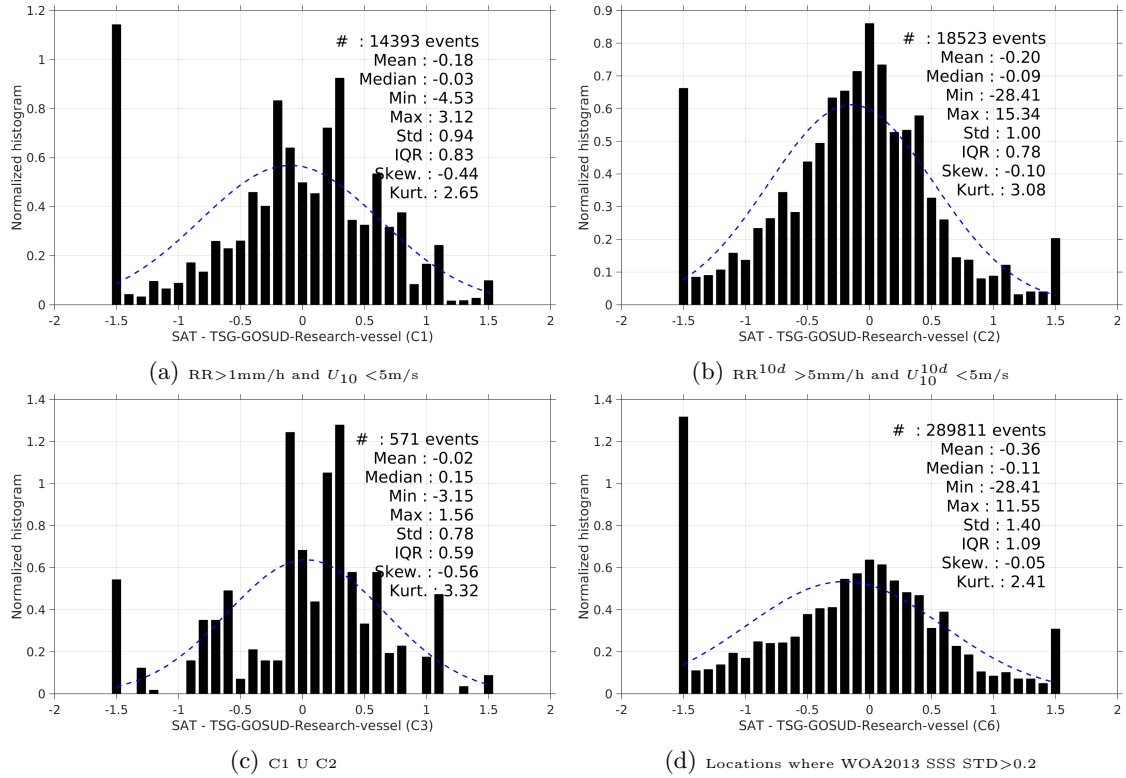 1.2
1
0.8
0.6
0.4
0.2
0
-2
-1.5
-1
-0.5
0
0.5
1
1.5
2
Normalized histogram
SAT - TSG-GOSUD-Research-vessel (C1)
# : 14393 events
Mean : -0.18
Median : -0.03
Min : -4.53
Max : 3.12
Std : 0.94
IQR : 0.83
Skew. : -0.44
Kurt. : 2.65
(a) RR>1mm/h and U10 <5m/s
0.9
0.8
0.7
0.6
0.5
0.4
0.3
0.2
0.1
0
-2
-1.5
-1
-0.5
0
0.5
1
1.5
2
Normalized histogram
SAT - TSG-GOSUD-Research-vessel (C2)
# : 18523 events
Mean : -0.20
Median : -0.09
Min : -28.41
Max : 15.34
Std : 1.00
IQR : 0.78
Skew. : -0.10
Kurt. : 3.08
(b) RR10d >5mm/h and U10d10 <5m/s
1.4
1.2
1
0.8
0.6
0.4
0.2
0
-2
-1.5
-1
-0.5
0
0.5
1
1.5
2
Normalized histogram
SAT - TSG-GOSUD-Research-vessel (C3)
# : 571 events
Mean : -0.02
Median : 0.15
Min : -3.15
Max : 1.56
Std : 0.78
IQR : 0.59
Skew. : -0.56
Kurt. : 3.32
(c) C1 U C2
1.4
1.2
1
0.8
0.6
0.4
0.2
0
-2
-1.5
-1
-0.5
0
0.5
1
1.5
2
Normalized histogram
SAT - TSG-GOSUD-Research-vessel (C6)
# : 289811 events
Mean : -0.36
Median : -0.11
Min : -28.41
Max : 11.55
Std : 1.40
IQR : 1.09
Skew. : -0.05
Kurt. : 2.41
(d) Locations where WOA2013 SSS STD>0.2